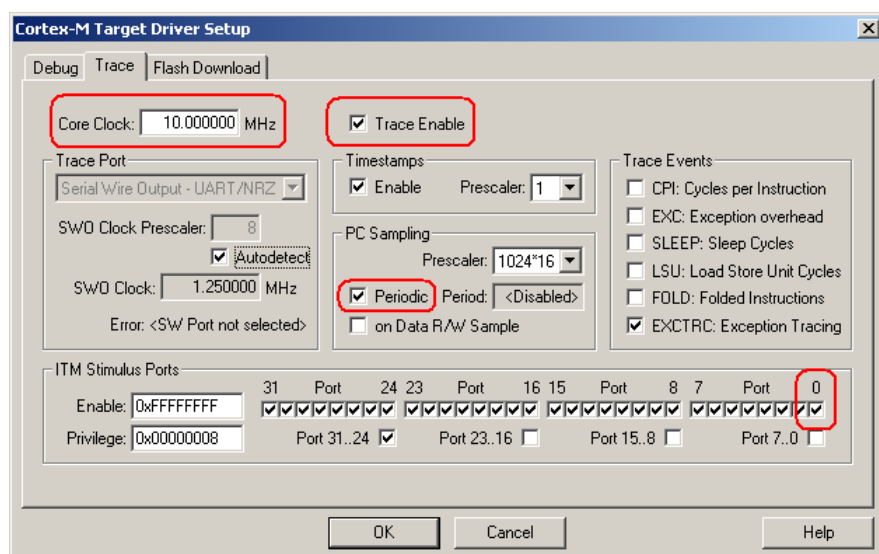 Cortex-M Target Driver Setup
Debug Trace Flash Download
Core Clock: 10.000000 MHz
Trace Enable
Trace Port
Serial Wire Output - UART/NRZ
SWO Clock Prescaler: 8
Autodetect
SWO Clock: 1.250000 MHz
Error: <SW Port not selected>
Timestamps
Enable Prescaler: 1
PC Sampling
Prescaler: 1024*16
Periodic Period: <Disabled>
on Data R/W Sample
Trace Events
CPI: Cycles per Instruction
EXC: Exception overhead
SLEEP: Sleep Cycles
LSU: Load Store Unit Cycles
FOLD: Folded Instructions
EXCTRC: Exception Tracing
ITM Stimulus Ports
31 Port 24 23 Port 16 15 Port 8 7 Port 0
Enable: 0xFFFFFFFF
Privilege: 0x00000008 Port 31..24 Port 23..16 Port 15..8 Port 7..0
OK Cancel Help